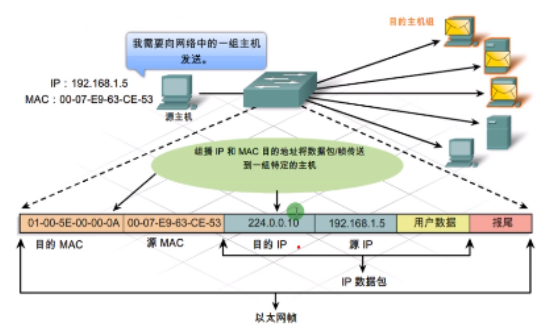 我需要向网络中的一组主机
发送。
目的主机组
IP：192.168.1.5
MAC：00-07-E9-63-CE-53
源主机
组播 IP 和 MAC 目的地址将数据包/帧传送
到一组特定的主机
01-00-5E-00-00-0A 00-07-E9-63-CE-53 224.0.0.10 192.168.1.5 用户数据 报尾
目的 MAC 源 MAC 目的 IP 源 IP
IP 数据包
以太网帧